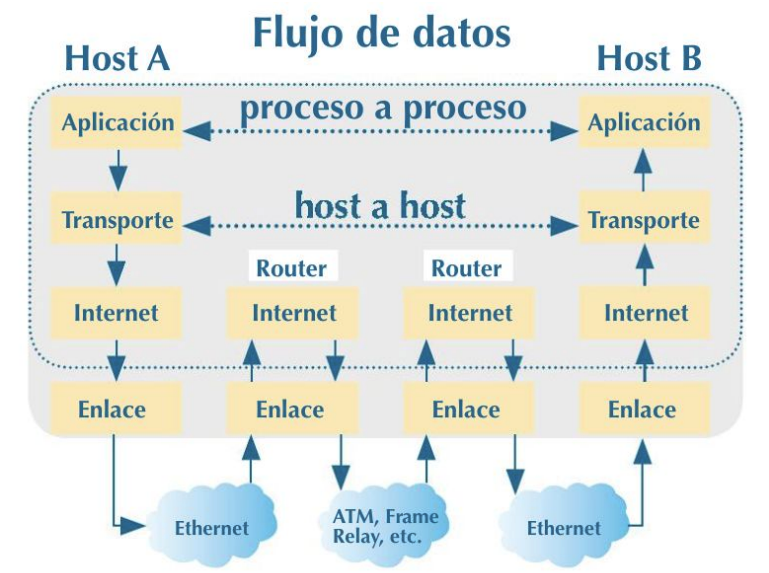 Flujo de datos
Host A
Host B
Aplicación
proceso a proceso
Aplicación
Transporte
host a host
Transporte
Router
Router
Internet
Internet
Internet
Internet
Enlace
Enlace
Enlace
Enlace
Ethernet
ATM, Frame
Relay, etc.
Ethernet